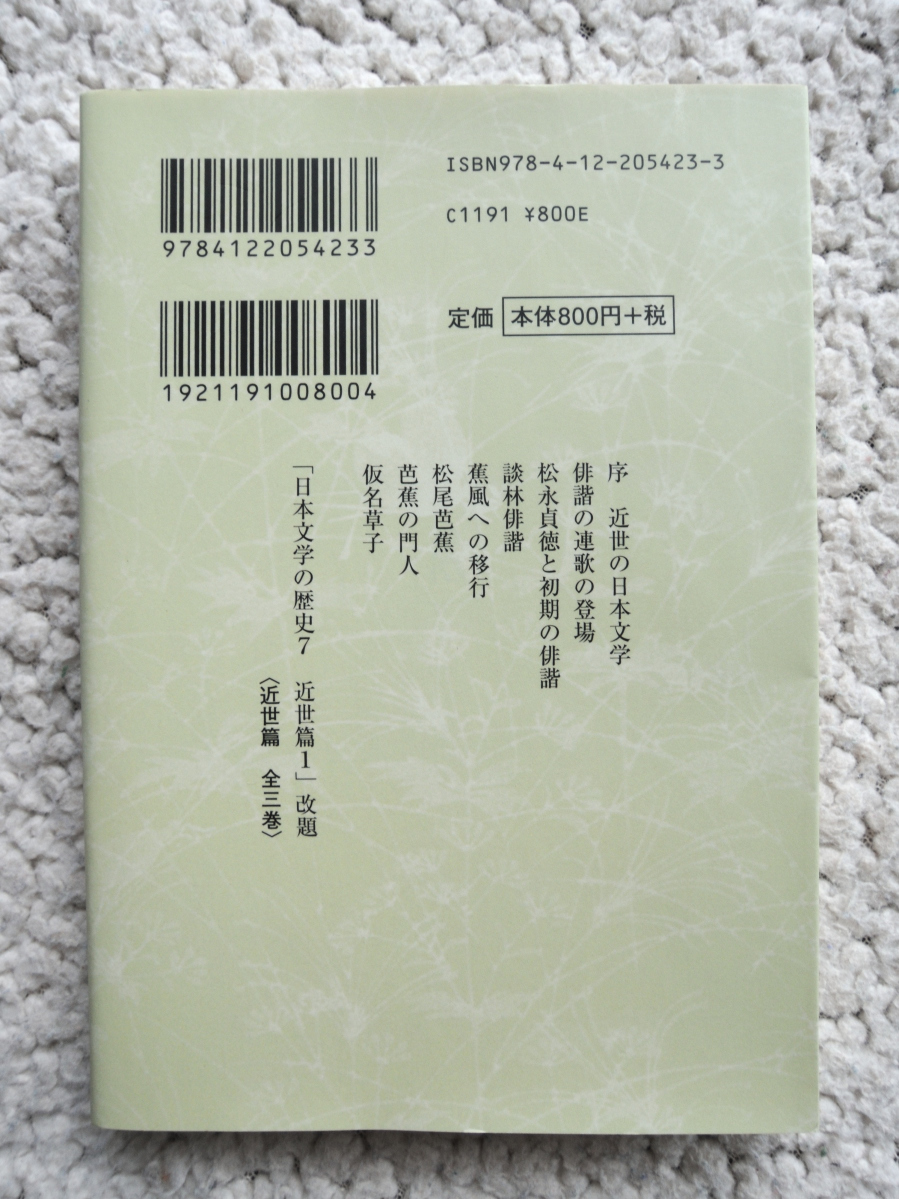 ISBN978-4-12-205423-3
C1191 ¥800E
9784122054233
定価 本体800円+税
1921191008004
序 近世の日本文学
俳諧の連歌の登場
松永貞徳と初期の俳諧
談林俳諧
蕉風への移行
松尾芭蕉
芭蕉の門人
仮名草子
「日本文学の歴史7 近世篇1」改題
〈近世篇 全三巻〉